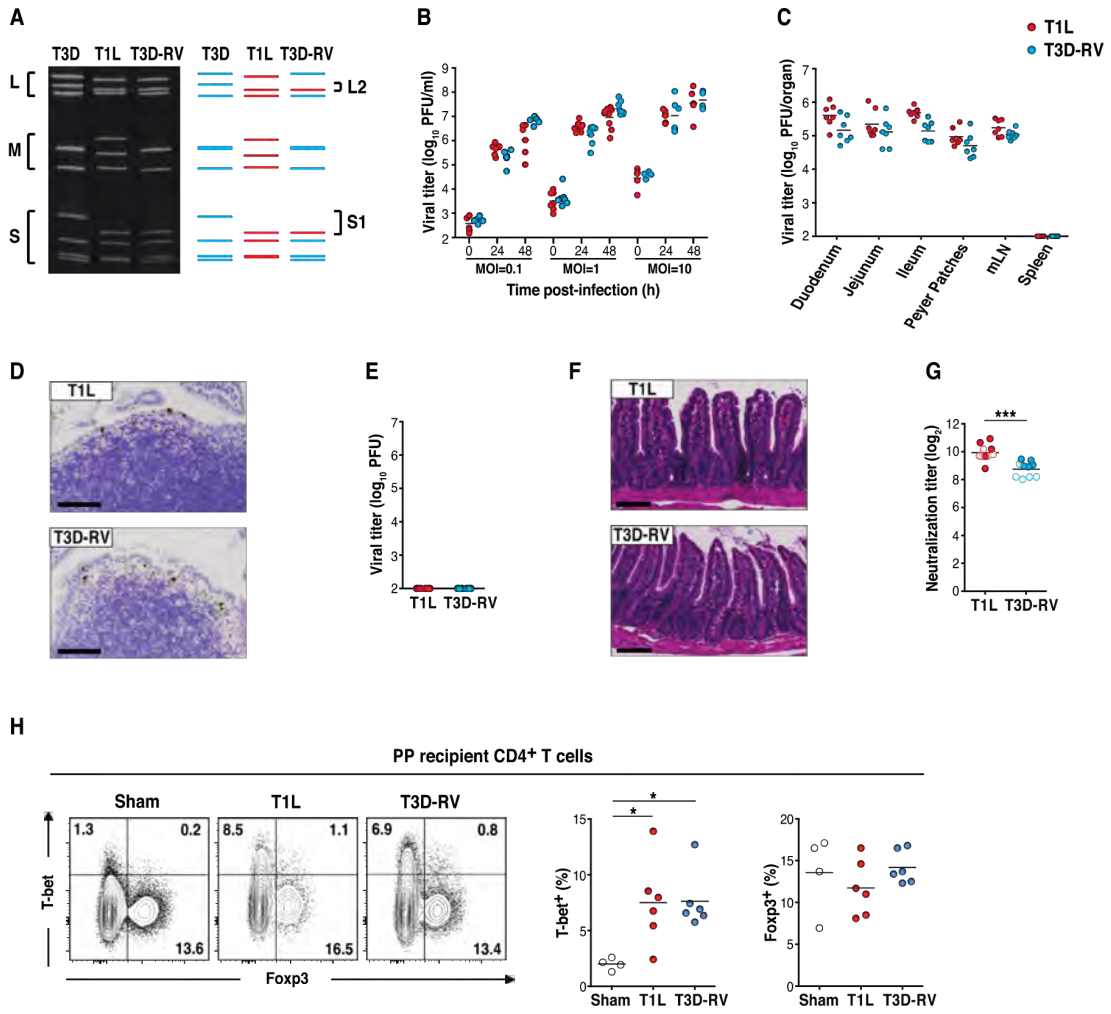 A
T3D T1L T3D-RV T3D T1L T3D-RV
L
L2
M
S
S1
B
Viral titer (log10 PFU/ml)
9
8
7
6
5
4
3
2
0 24 48 0 24 48 0 24 48
MOI=0.1 MOI=1 MOI=10
Time post-infection (h)
C
T1L
T3D-RV
Viral titer (log10 PFU/organ)
7
6
5
4
3
2
Duodenum
Jejunum
Ileum
Peyer Patches
mLN
Spleen
D
T1L
T3D-RV
E
Viral titer (log10 PFU)
7
6
5
4
3
2
T1L T3D-RV
F
T1L
T3D-RV
G
***
Neutralization titer (log2)
12
10
8
6
4
2
0
T1L T3D-RV
H
PP recipient CD4+ T cells
Sham T1L T3D-RV
1.3 0.2 8.5 1.1 6.9 0.8
T-bet
13.6 16.5 13.4
Foxp3
*
*
T-bet+ (%)
15
10
5
0
Sham T1L T3D-RV
Foxp3+ (%)
20
15
10
5
0
Sham T1L T3D-RV